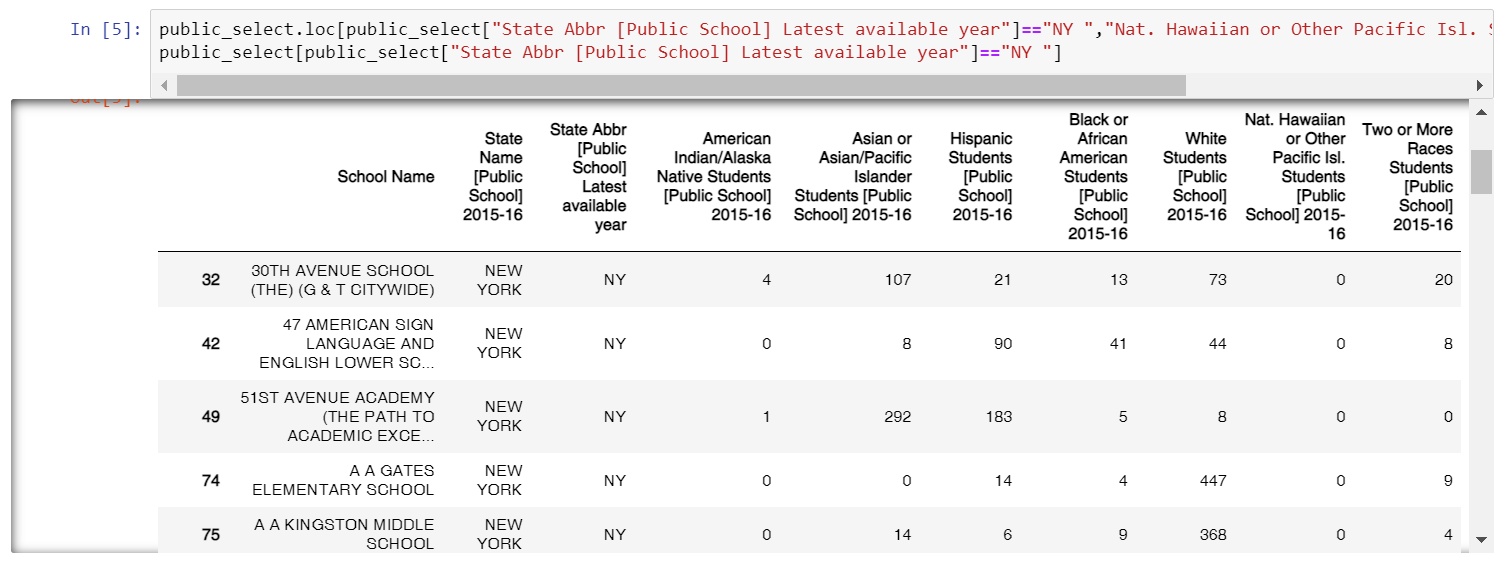 In [5]: public_select.loc[public_select["State Abbr [Public School] Latest available year"]=="NY ","Nat. Hawaiian or Other Pacific Isl. S
public_select[public_select["State Abbr [Public School] Latest available year"]=="NY "]
School Name State Name [Public School] 2015-16 State Abbr [Public School] Latest available year American Indian/Alaska Native Students [Public School] 2015-16 Asian or Asian/Pacific Islander Students [Public School] 2015-16 Hispanic Students [Public School] 2015-16 Black or African American Students [Public School] 2015-16 White Students [Public School] 2015-16 Nat. Hawaiian or Other Pacific Isl. Students [Public School] 2015-16 Two or More Races Students [Public School] 2015-16
32 30TH AVENUE SCHOOL (THE) (G & T CITYWIDE) NEW YORK NY 4 107 21 13 73 0 20
42 47 AMERICAN SIGN LANGUAGE AND ENGLISH LOWER SC... NEW YORK NY 0 8 90 41 44 0 8
49 51ST AVENUE ACADEMY (THE PATH TO ACADEMIC EXCE... NEW YORK NY 1 292 183 5 8 0 0
74 A A GATES ELEMENTARY SCHOOL NEW YORK NY 0 0 14 4 447 0 9
75 A A KINGSTON MIDDLE SCHOOL NEW YORK NY 0 14 6 9 368 0 4